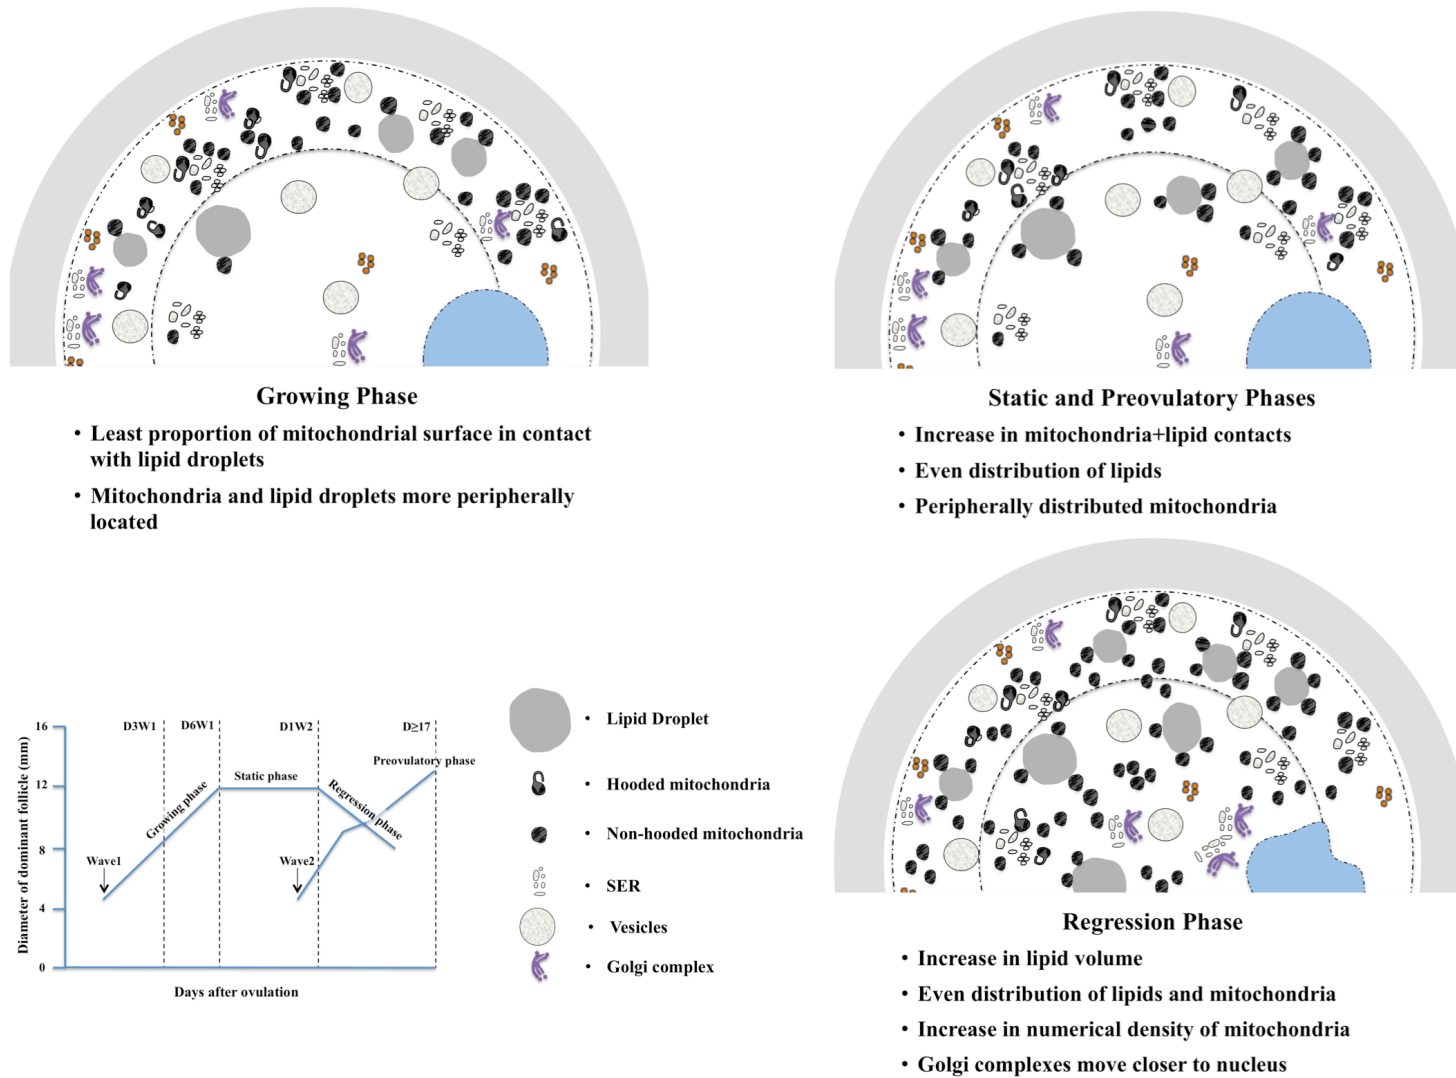 Growing Phase
• Least proportion of mitochondrial surface in contact
with lipid droplets
• Mitochondria and lipid droplets more peripherally
located
Static and Preovulatory Phases
• Increase in mitochondria+lipid contacts
• Even distribution of lipids
• Peripherally distributed mitochondria
Diameter of dominant follicle (mm)
16
12
8
4
0
D3W1
D6W1
D1W2
D≥17
Wave1
Growing phase
Static phase
Wave2
Regression phase
Preovulatory phase
Days after ovulation
• Lipid Droplet
• Hooded mitochondria
• Non-hooded mitochondria
• SER
• Vesicles
• Golgi complex
Regression Phase
• Increase in lipid volume
• Even distribution of lipids and mitochondria
• Increase in numerical density of mitochondria
• Golgi complexes move closer to nucleus